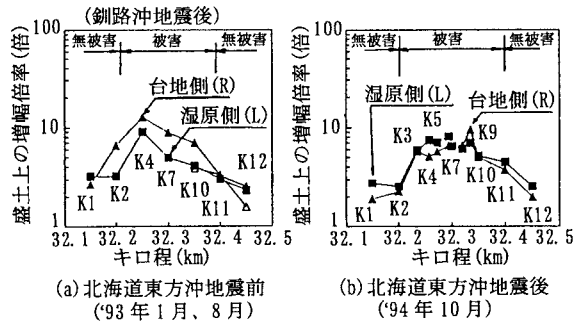 (釧路沖地震後)
無被害 被害 無被害
盛土上の増幅倍率(倍)
100
10
1
台地側(R)
湿原側(L)
K1 K2 K4 K7 K10 K11 K12
32.1 32.2 32.3 32.4 32.5
キロ程(km)
(a)北海道東方沖地震前
('93年1月、8月)
無被害 被害 無被害
盛土上の増幅倍率(倍)
100
10
1
湿原側(L)
台地側(R)
K1 K2 K3 K4 K5 K7 K9 K10 K11 K12
32.1 32.2 32.3 32.4 32.5
キロ程(km)
(b)北海道東方沖地震後
('94年10月)